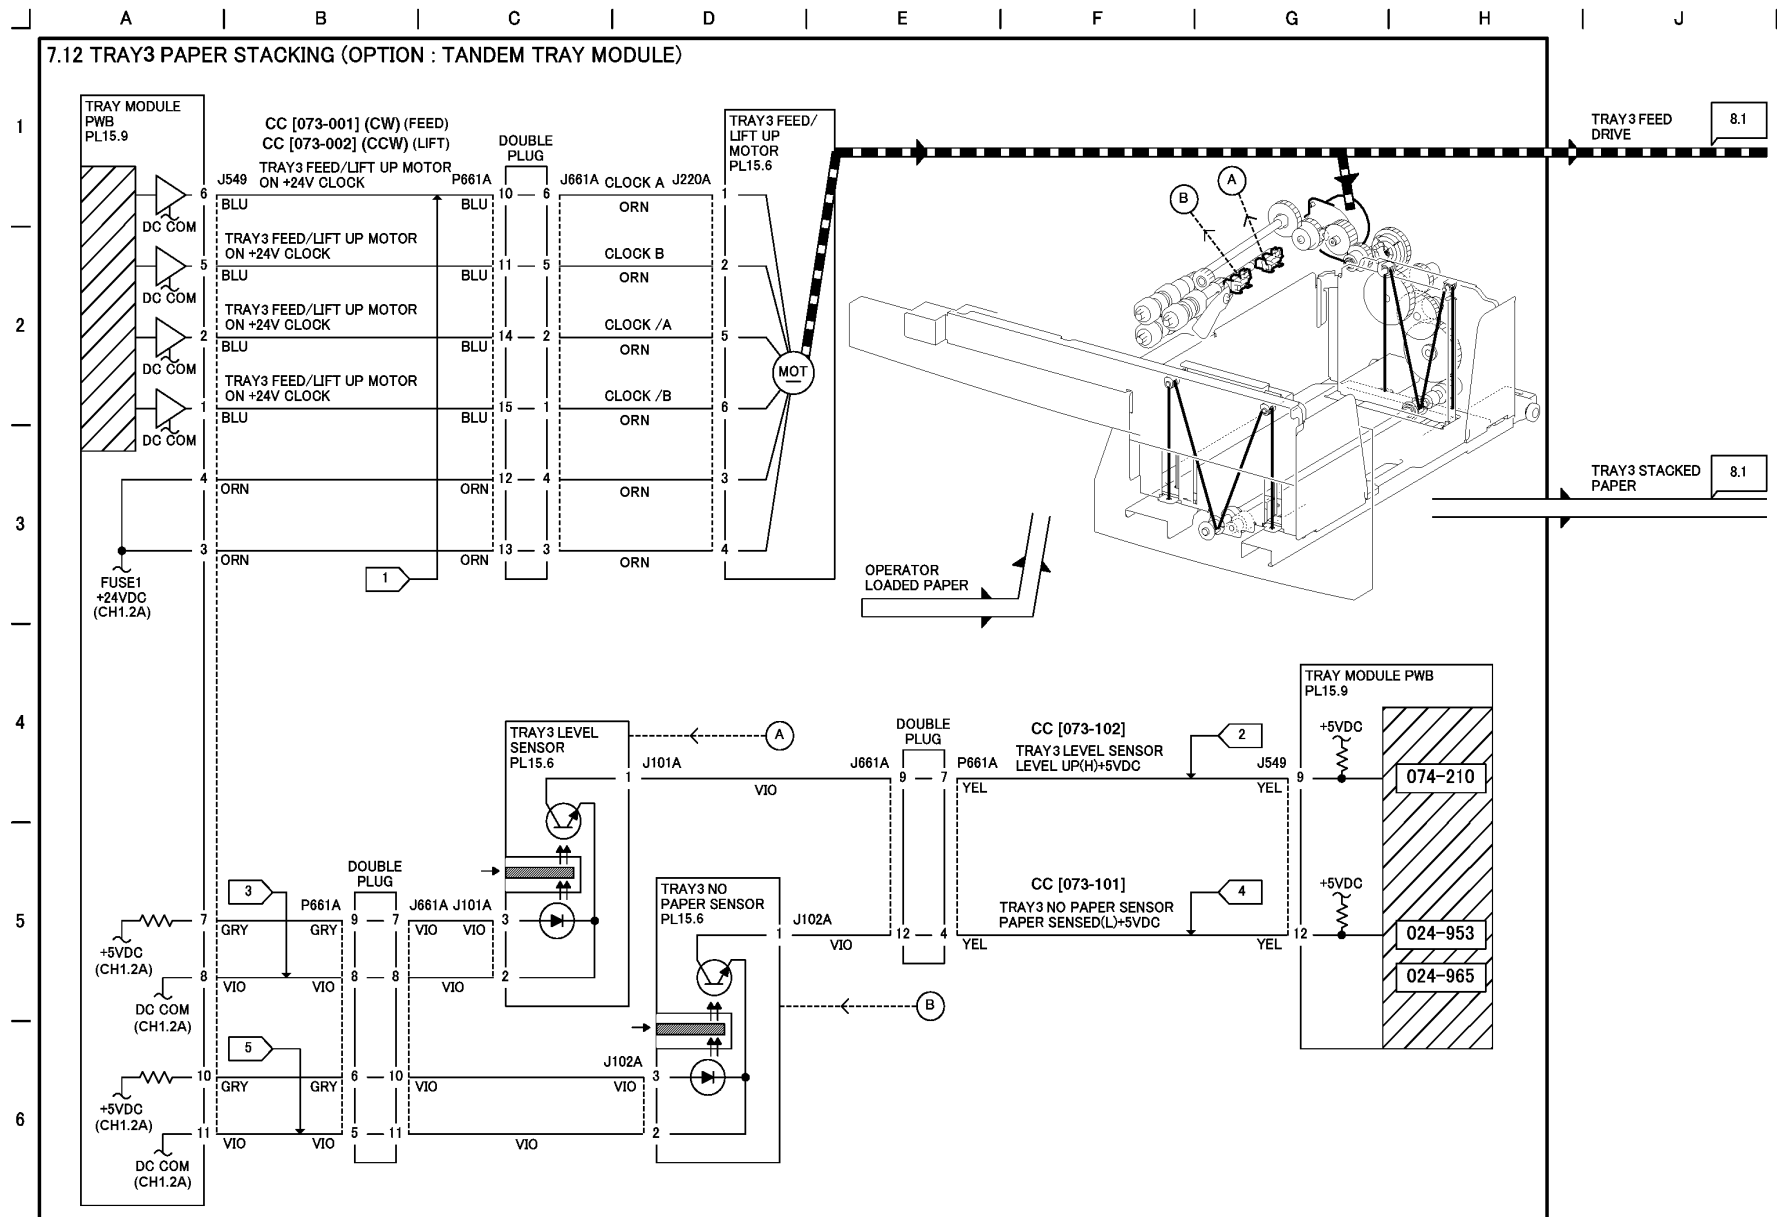 A B C D E F G H J
7.12 TRAY3 PAPER STACKING (OPTION : TANDEM TRAY MODULE)
1
2
3
4
5
6
TRAY MODULE
PWB
PL15.9
CC [073-001] (CW) (FEED)
CC [073-002] (CCW) (LIFT)
DOUBLE
PLUG
TRAY3 FEED/
LIFT UP
MOTOR
PL15.6
TRAY3 FEED
DRIVE
8.1
TRAY3 FEED/LIFT UP MOTOR
ON +24V CLOCK
J549 P661A J661A CLOCK A J220A
6 BLU BLU 10 6 ORN 1
DC COM
TRAY3 FEED/LIFT UP MOTOR
ON +24V CLOCK
CLOCK B
5 BLU BLU 11 5 ORN 2
DC COM
TRAY3 FEED/LIFT UP MOTOR
ON +24V CLOCK
CLOCK /A
2 BLU BLU 14 2 ORN 5
DC COM
MOT
TRAY3 FEED/LIFT UP MOTOR
ON +24V CLOCK
CLOCK /B
1 BLU BLU 15 1 ORN 6
DC COM
4 ORN ORN 12 4 ORN 3
3 ORN ORN 13 3 ORN 4
1
FUSE1
+24VDC
(CH1.2A)
A
B
TRAY3 STACKED
PAPER
8.1
OPERATOR
LOADED PAPER
TRAY MODULE PWB
PL15.9
TRAY3 LEVEL
SENSOR
PL15.6
A
DOUBLE
PLUG
CC [073-102]
TRAY3 LEVEL SENSOR
LEVEL UP(H)+5VDC
2
+5VDC
1 J101A VIO J661A 9 7 P661A YEL J549 YEL 9
074-210
DOUBLE
PLUG
TRAY3 NO
PAPER SENSOR
PL15.6
CC [073-101]
TRAY3 NO PAPER SENSOR
PAPER SENSED(L)+5VDC
4
+5VDC
1 J102A VIO 12 4 YEL YEL 12
024-953
024-965
3
P661A J661A J101A
7 GRY GRY 9 7 VIO VIO 3
+5VDC
(CH1.2A)
8 VIO VIO 8 8 VIO 2
DC COM
(CH1.2A)
B
5
J102A
10 GRY GRY 6 10 VIO VIO 3
+5VDC
(CH1.2A)
11 VIO VIO 5 11 VIO 2
DC COM
(CH1.2A)